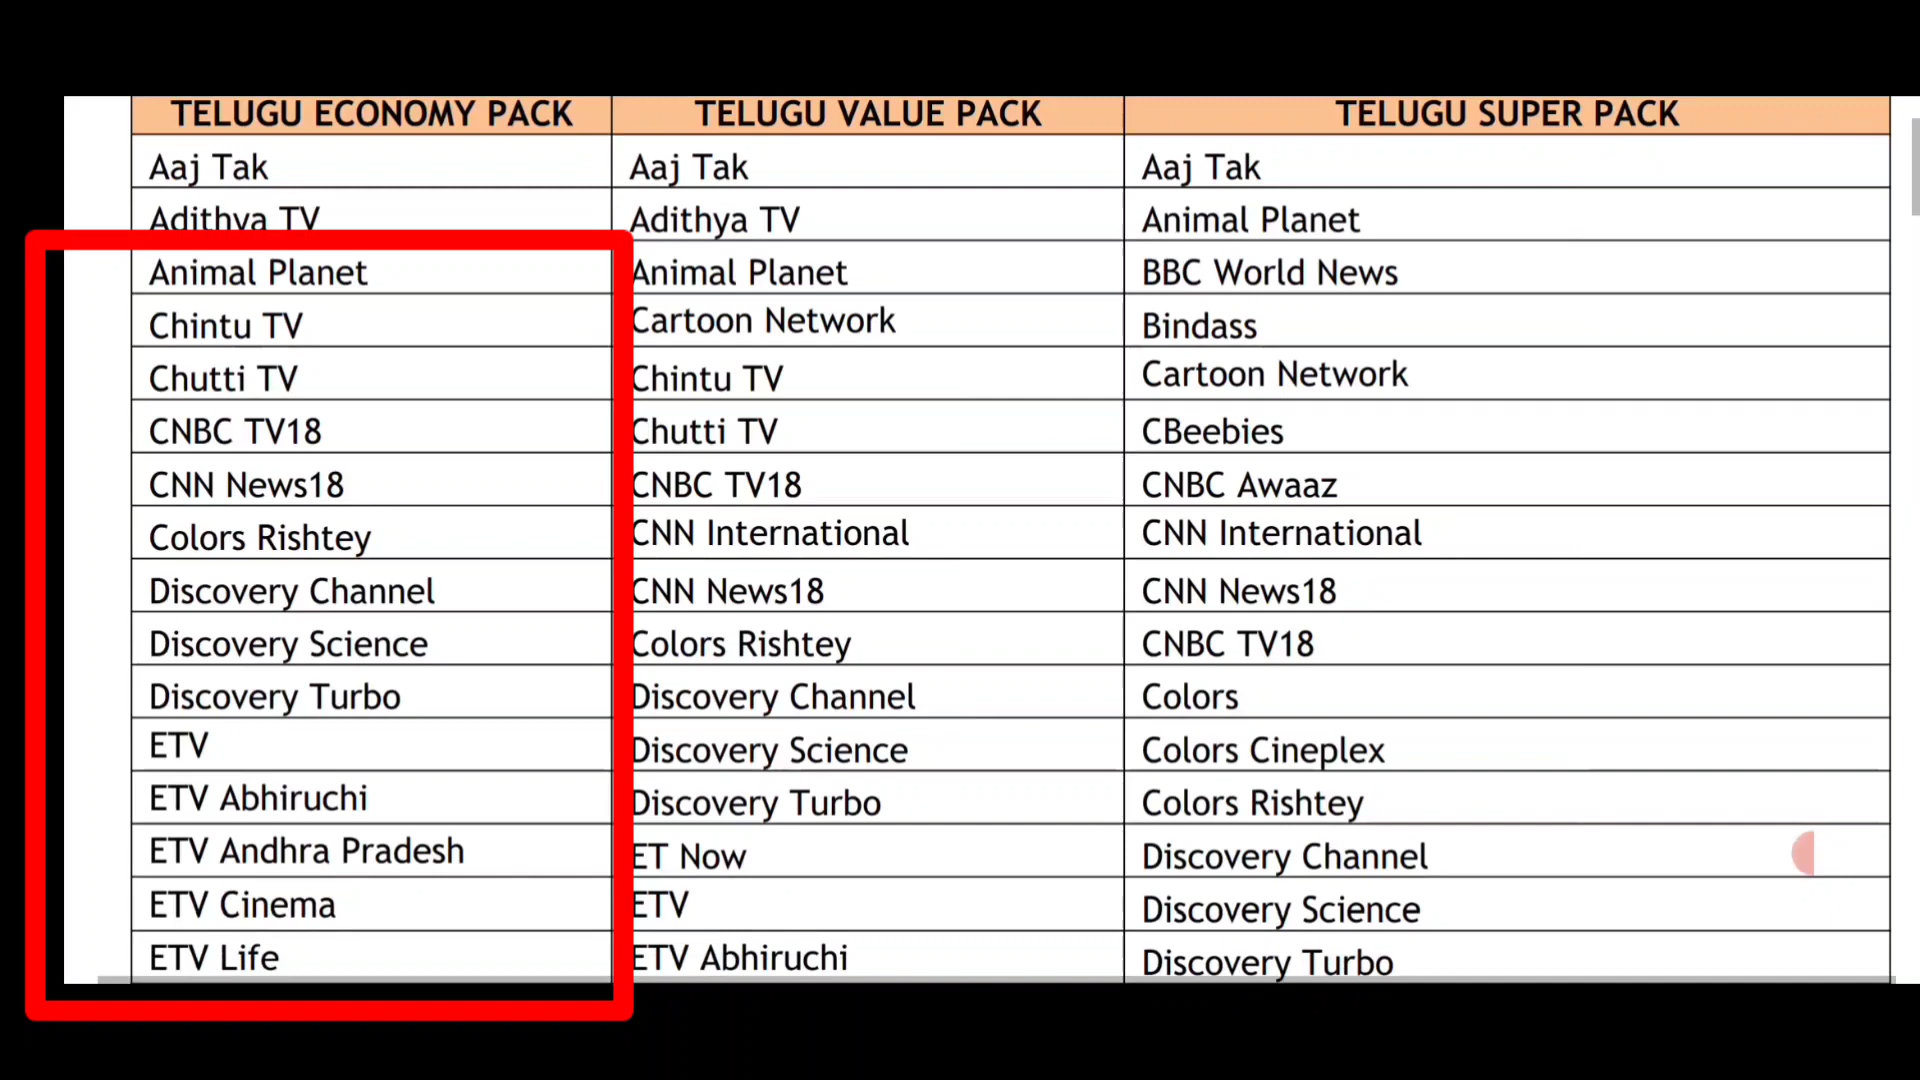 TELUGU ECONOMY PACK TELUGU VALUE PACK TELUGU SUPER PACK
Aaj Tak Aaj Tak Aaj Tak
Adithya TV Adithya TV Animal Planet
Animal Planet Animal Planet BBC World News
Chintu TV Cartoon Network Bindass
Chutti TV Chintu TV Cartoon Network
CNBC TV18 Chutti TV CBeebies
CNN News18 CNBC TV18 CNBC Awaaz
Colors Rishtey CNN International CNN International
Discovery Channel CNN News18 CNN News18
Discovery Science Colors Rishtey CNBC TV18
Discovery Turbo Discovery Channel Colors
ETV Discovery Science Colors Cineplex
ETV Abhiruchi Discovery Turbo Colors Rishtey
ETV Andhra Pradesh ET Now Discovery Channel
ETV Cinema ETV Discovery Science
ETV Life ETV Abhiruchi Discovery Turbo